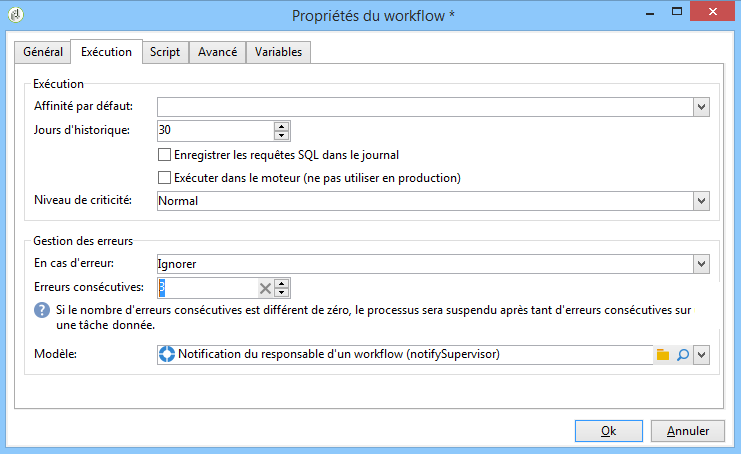 Propriétés du workflow *
Général Exécution Script Avancé Variables
Exécution
Affinité par défaut:
Jours d'historique: 30
Enregistrer les requêtes SQL dans le journal
Exécuter dans le moteur (ne pas utiliser en production)
Niveau de criticité: Normal
Gestion des erreurs
En cas d'erreur: Ignorer
Erreurs consécutives: 3
Si le nombre d'erreurs consécutives est différent de zéro, le processus sera suspendu après tant d'erreurs consécutives sur
une tâche donnée.
Modèle: Notification du responsable d'un workflow (notifySupervisor)
Ok Annuler